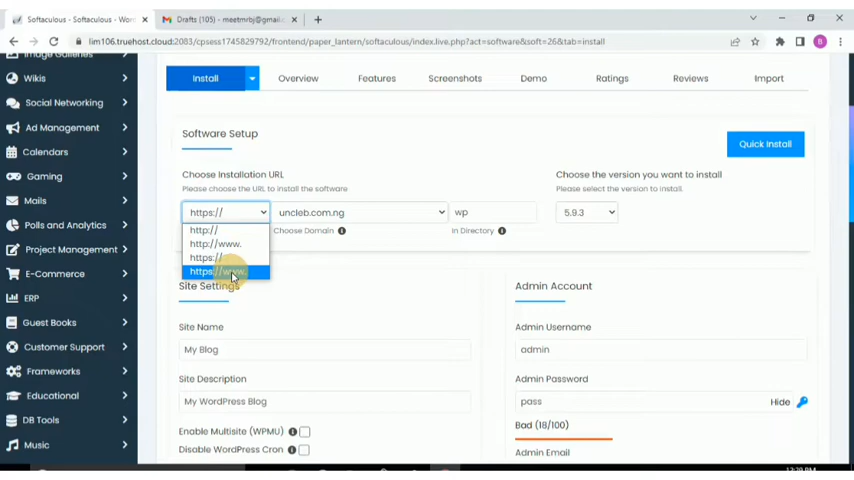 Softaculous - Softaculous - Wor
Drafts (105) - meetmrbj@gmail.c
lim106.truehost.cloud:2083/cpsess1745829792/frontend/paper_lantern/softaculous/index.live.php?act=software&soft=26&tab=install
B
Image Galleries
Wikis
Social Networking
Ad Management
Calendars
Gaming
Mails
Polls and Analytics
Project Management
E-Commerce
ERP
Guest Books
Customer Support
Frameworks
Educational
DB Tools
Music
Install
Overview
Features
Screenshots
Demo
Ratings
Reviews
Import
Software Setup
Quick Install
Choose Installation URL
Please choose the URL to install the software
https://
uncleb.com.ng
wp
http://
http://www.
https://
https://www.
Choose Domain
In Directory
Choose the version you want to install
Please select the version to install.
5.9.3
Site Settings
Site Name
My Blog
Site Description
My WordPress Blog
Enable Multisite (WPMU)
Disable WordPress Cron
Admin Account
Admin Username
admin
Admin Password
pass
Hide
Bad (18/100)
Admin Email